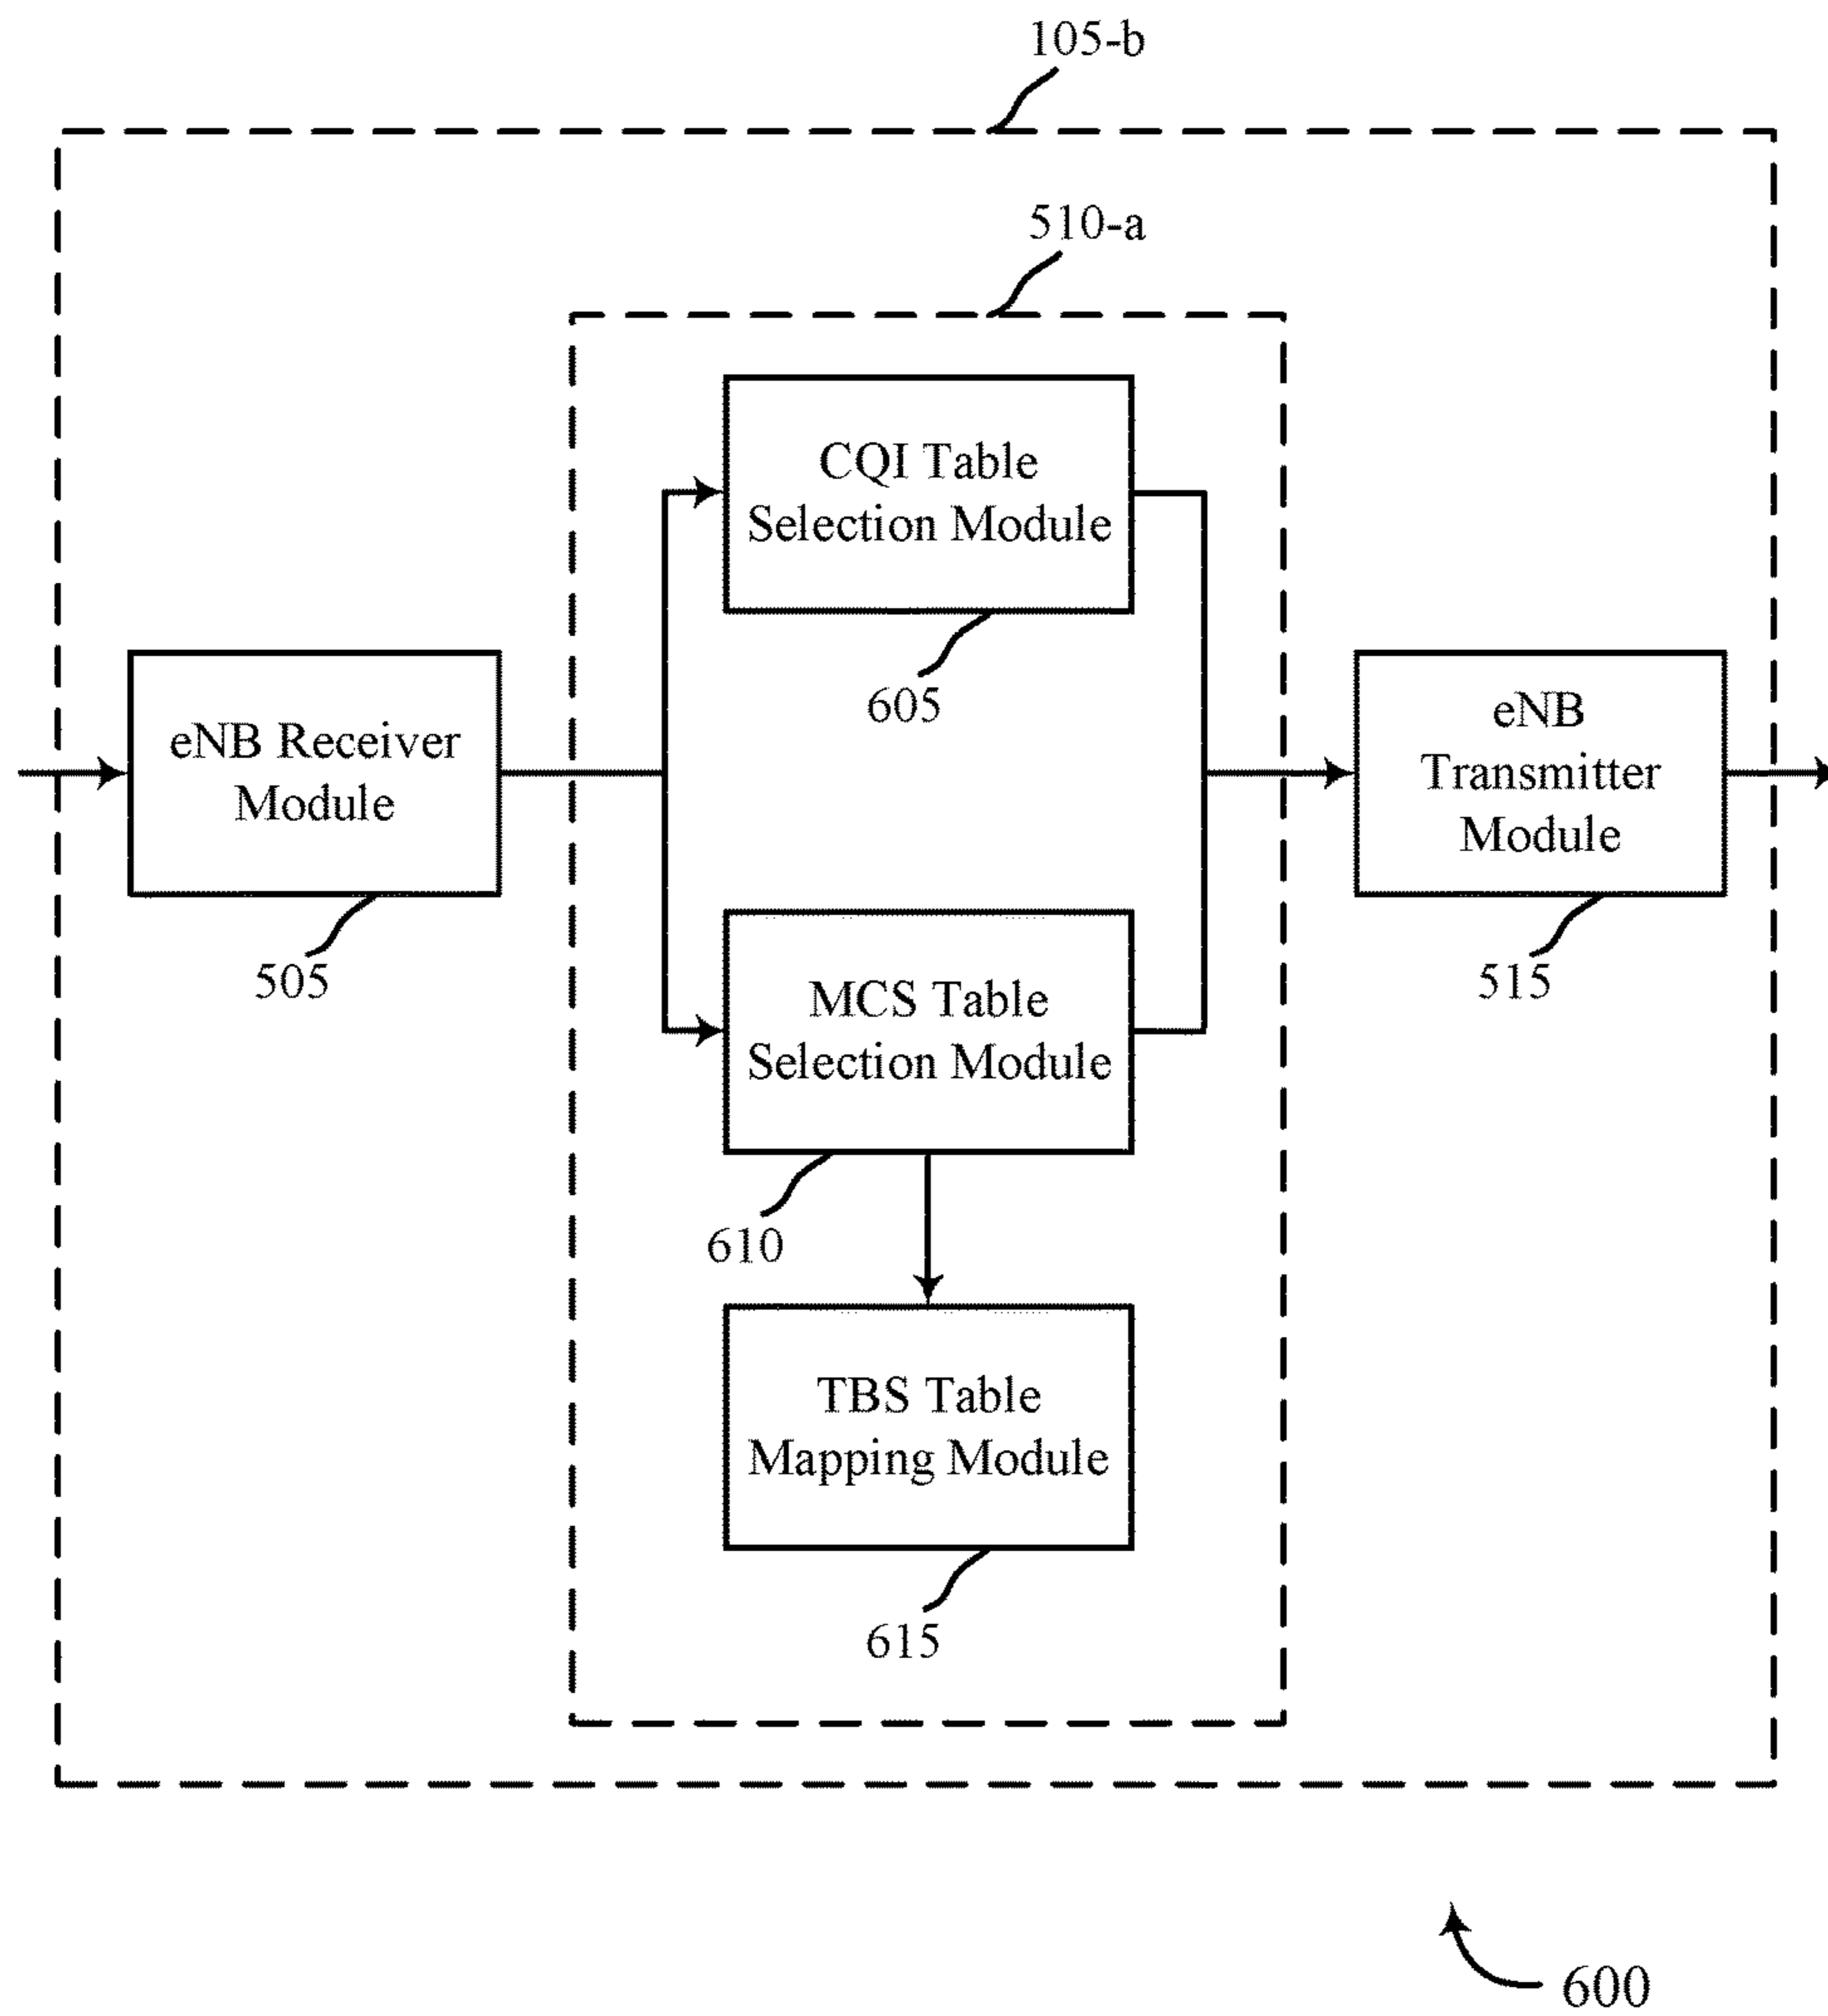 105-b
510-a
CQI Table
Selection Module
605
eNB Receiver
Module
505
eNB
Transmitter
Module
515
MCS Table
Selection Module
610
TBS Table
Mapping Module
615
600